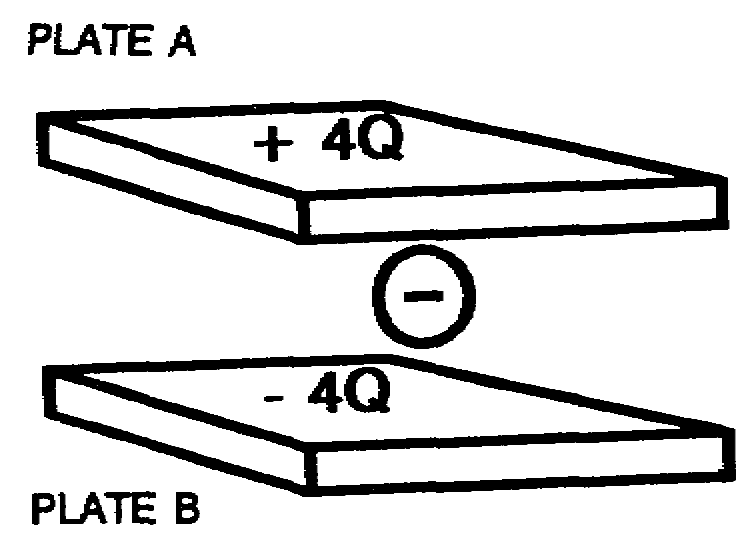 PLATE A
+ 4Q
-
- 4Q
PLATE B